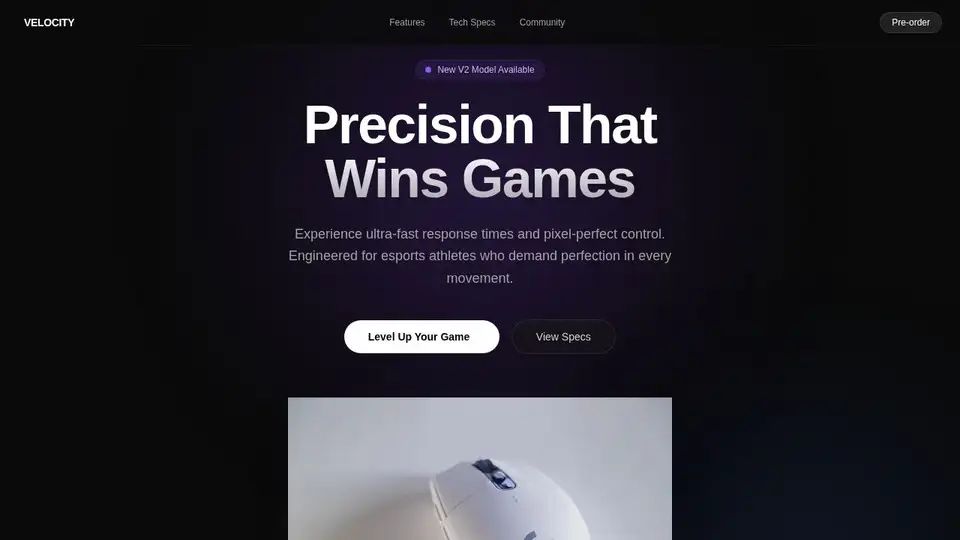 VELOCITY
Features
Tech Specs
Community
Pre-order
New V2 Model Available
Precision That
Wins Games
Experience ultra-fast response times and pixel-perfect control.
Engineered for esports athletes who demand perfection in every
movement.
Level Up Your Game
View Specs